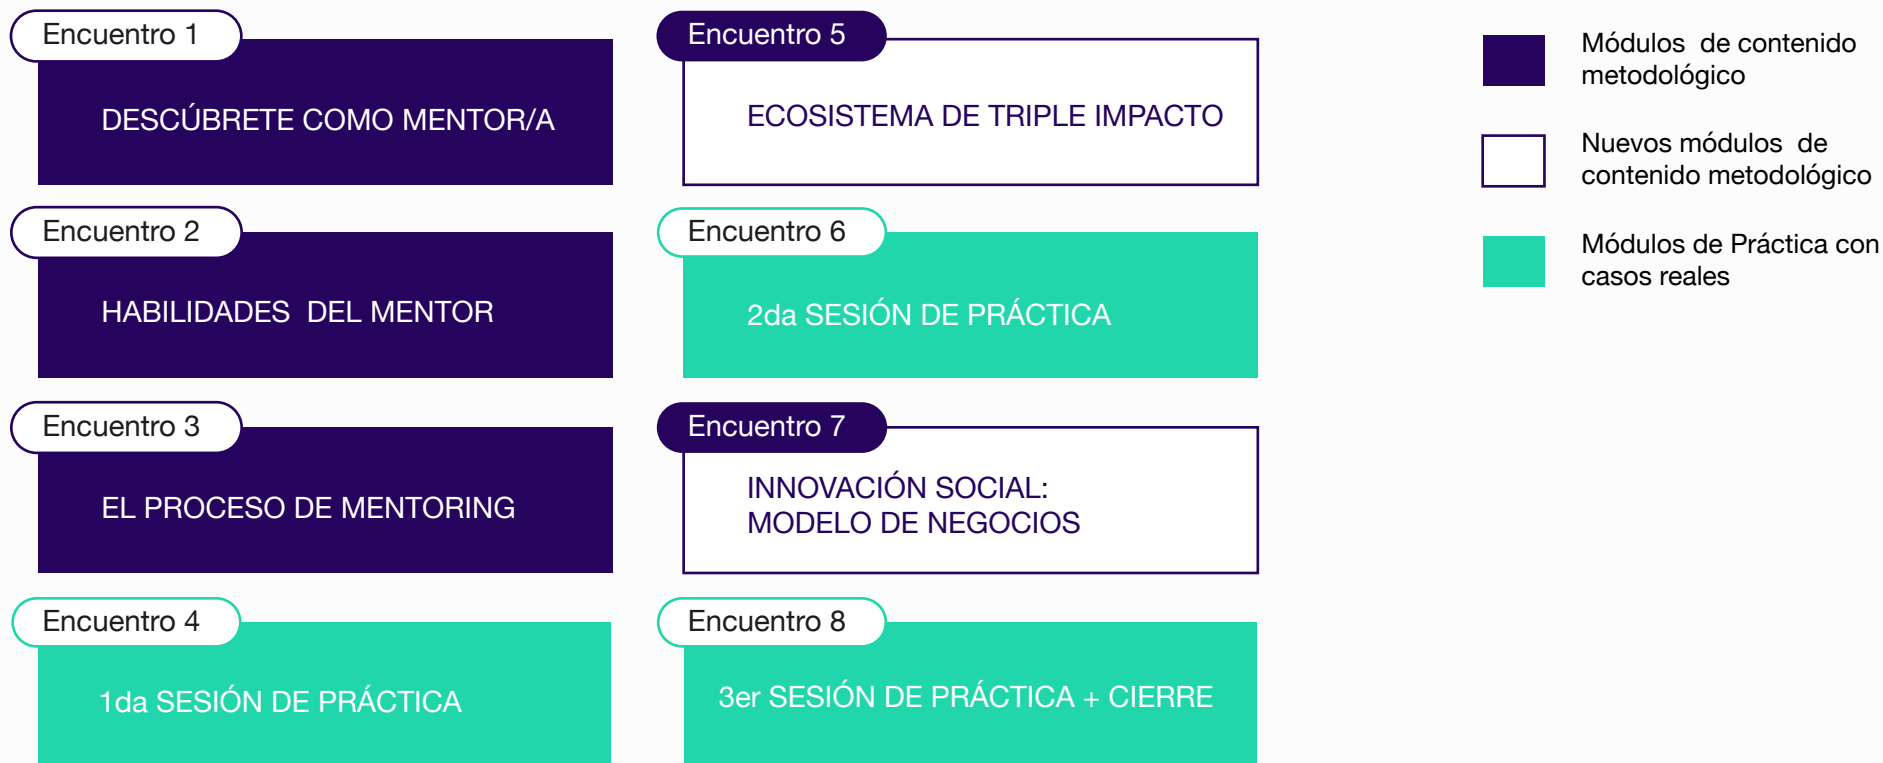 Encuentro 1
DESCÚBRETE COMO MENTOR/A
Encuentro 2
HABILIDADES DEL MENTOR
Encuentro 3
EL PROCESO DE MENTORING
Encuentro 4
1da SESIÓN DE PRÁCTICA
Encuentro 5
ECOSISTEMA DE TRIPLE IMPACTO
Encuentro 6
2da SESIÓN DE PRÁCTICA
Encuentro 7
INNOVACIÓN SOCIAL:
MODELO DE NEGOCIOS
Encuentro 8
3er SESIÓN DE PRÁCTICA + CIERRE
Módulos de contenido
metodológico
Nuevos módulos de
contenido metodológico
Módulos de Práctica con
casos reales